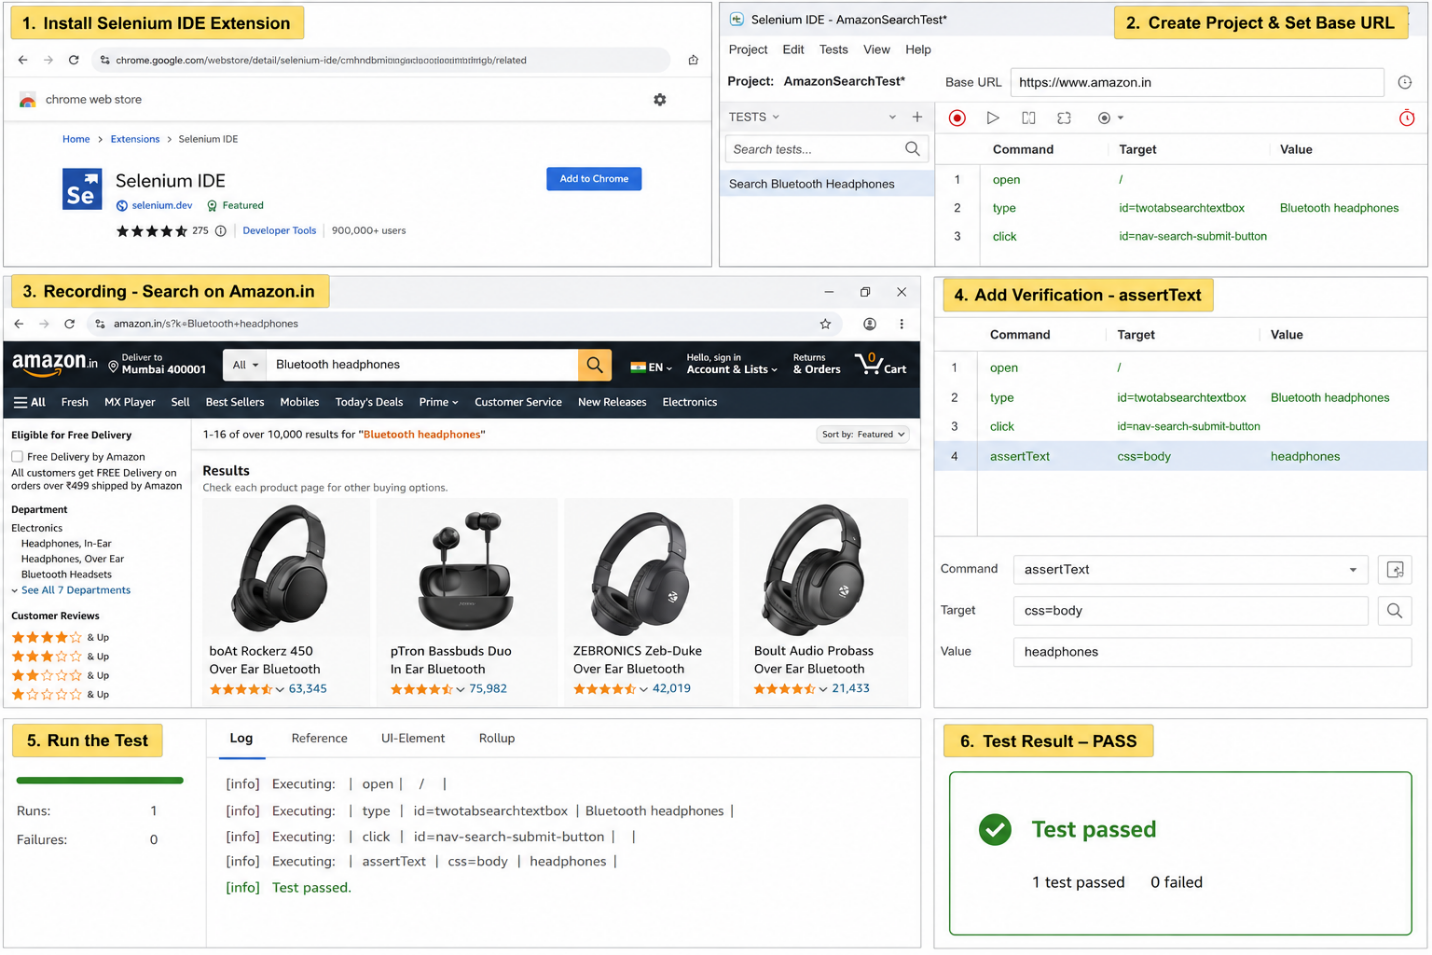 1. Install Selenium IDE Extension
chrome web store
Home > Extensions > Selenium IDE
Se
Selenium IDE
Add to Chrome
selenium.dev Featured
275 Developer Tools 900,000+ users
Selenium IDE - AmazonSearchTest*
2. Create Project & Set Base URL
Project Edit Tests View Help
Project: AmazonSearchTest*
Base URL https://www.amazon.in
TESTS
Search tests...
Search Bluetooth Headphones
Command Target Value
1 open /
2 type id=twotabsearchtextbox Bluetooth headphones
3 click id=nav-search-submit-button
3. Recording - Search on Amazon.in
amazon.in/s?k=Bluetooth+headphones
amazon.in
Deliver to
Mumbai 400001
All Bluetooth headphones
EN
Hello, sign in
Account & Lists
Returns
& Orders
0
Cart
All Fresh MX Player Sell Best Sellers Mobiles Today's Deals Prime Customer Service New Releases Electronics
Eligible for Free Delivery
Free Delivery by Amazon
All customers get FREE Delivery on
orders over ₹499 shipped by Amazon
Department
Electronics
Headphones, In-Ear
Headphones, Over Ear
Bluetooth Headsets
See All 7 Departments
Customer Reviews
& Up
& Up
& Up
& Up
1-16 of over 10,000 results for "Bluetooth headphones"
Sort by: Featured
Results
Check each product page for other buying options.
boAt Rockerz 450
Over Ear Bluetooth
63,345
pTron Bassbuds Duo
In Ear Bluetooth
75,982
ZEBRONICS Zeb-Duke
Over Ear Bluetooth
42,019
Boult Audio Probass
Over Ear Bluetooth
21,433
4. Add Verification - assertText
Command Target Value
1 open /
2 type id=twotabsearchtextbox Bluetooth headphones
3 click id=nav-search-submit-button
4 assertText css=body headphones
Command assertText
Target css=body
Value headphones
5. Run the Test
Runs: 1
Failures: 0
Log Reference UI-Element Rollup
[info] Executing: | open | / |
[info] Executing: | type | id=twotabsearchtextbox | Bluetooth headphones |
[info] Executing: | click | id=nav-search-submit-button | |
[info] Executing: | assertText | css=body | headphones |
[info] Test passed.
6. Test Result – PASS
Test passed
1 test passed 0 failed